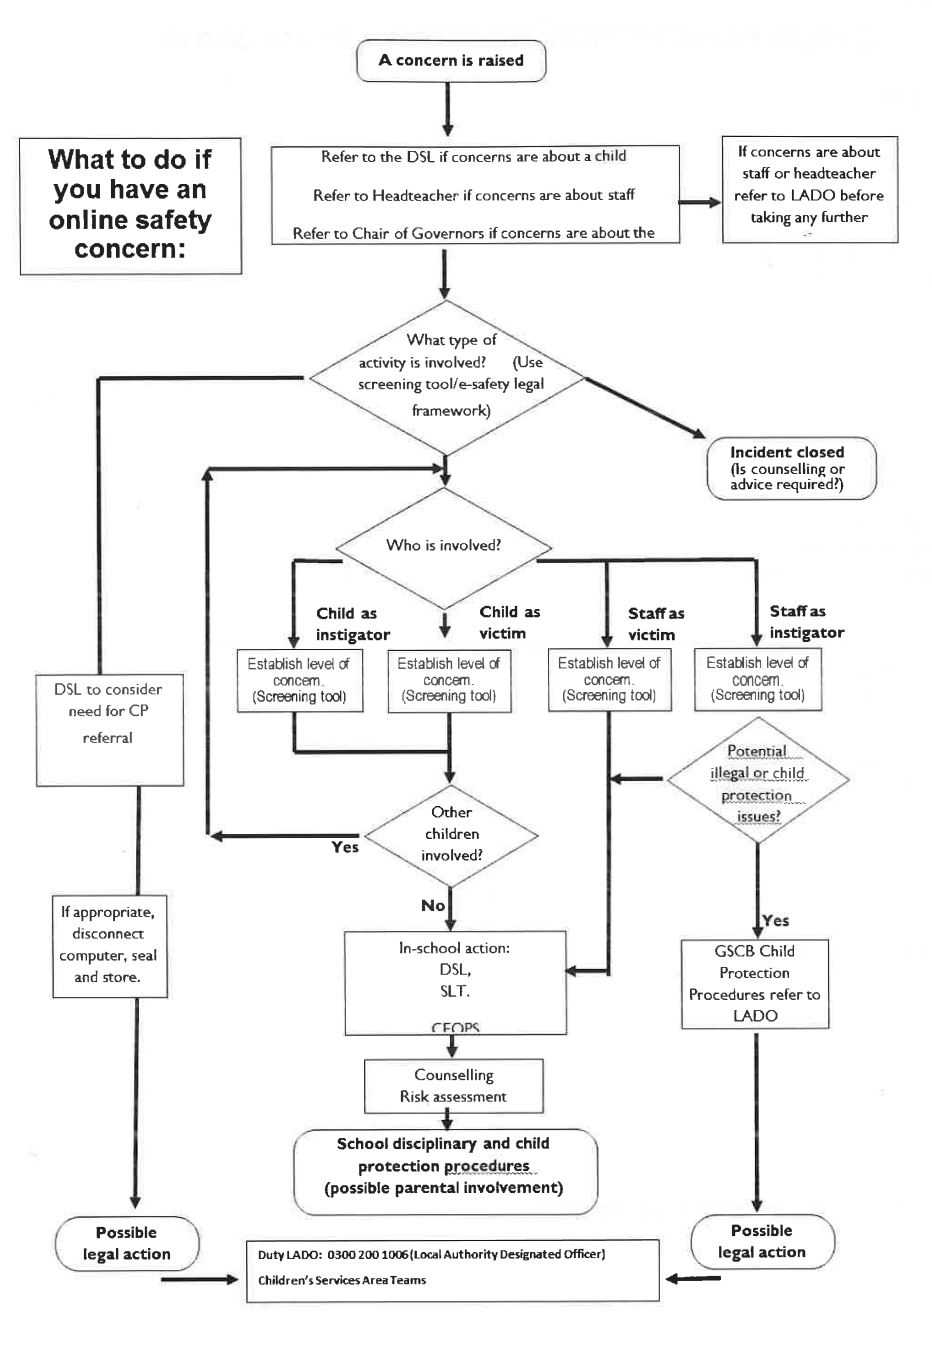 A concern is raised
What to do if
you have an
online safety
concern:
Refer to the DSL if concerns are about a child
Refer to Headteacher if concerns are about staff
Refer to Chair of Governors if concerns are about the
If concerns are about
staff or headteacher
refer to LADO before
taking any further
What type of
activity is involved? (Use
screening tool/e-safety legal
framework)
Incident closed
(Is counselling or
advice required?)
Who is involved?
Child as
instigator
Child as
victim
Staff as
victim
Staff as
instigator
Establish level of
concern.
(Screening tool)
Establish level of
concern.
(Screening tool)
Establish level of
concern.
(Screening tool)
Establish level of
concern.
(Screening tool)
DSL to consider
need for CP
referral
Potential
illegal or child
protection
issues?
Other
children
involved?
Yes
No
Yes
If appropriate,
disconnect
computer, seal
and store.
In-school action:
DSL,
SLT.
CEOPS
GSCB Child
Protection
Procedures refer to
LADO
Counselling
Risk assessment
School disciplinary and child
protection procedures
(possible parental involvement)
Possible
legal action
Possible
legal action
Duty LADO: 0300 200 1006 (Local Authority Designated Officer)
Children's Services Area Teams